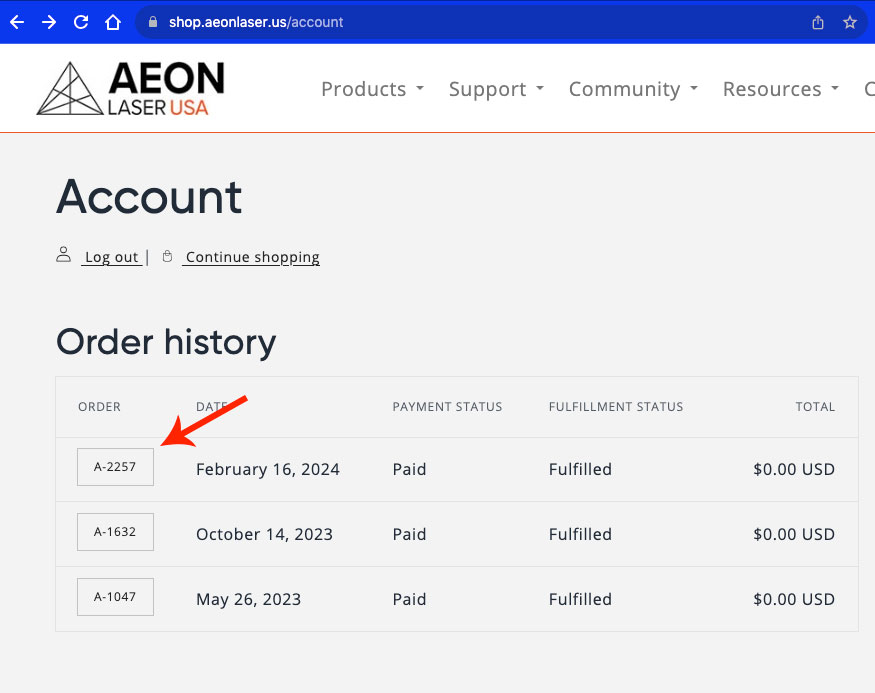 shop.aeonlaser.us/account
AEON
LASER USA
Products Support Community Resources C
Account
Log out | Continue shopping
Order history
ORDER DATE PAYMENT STATUS FULFILLMENT STATUS TOTAL
A-2257 February 16, 2024 Paid Fulfilled $0.00 USD
A-1632 October 14, 2023 Paid Fulfilled $0.00 USD
A-1047 May 26, 2023 Paid Fulfilled $0.00 USD